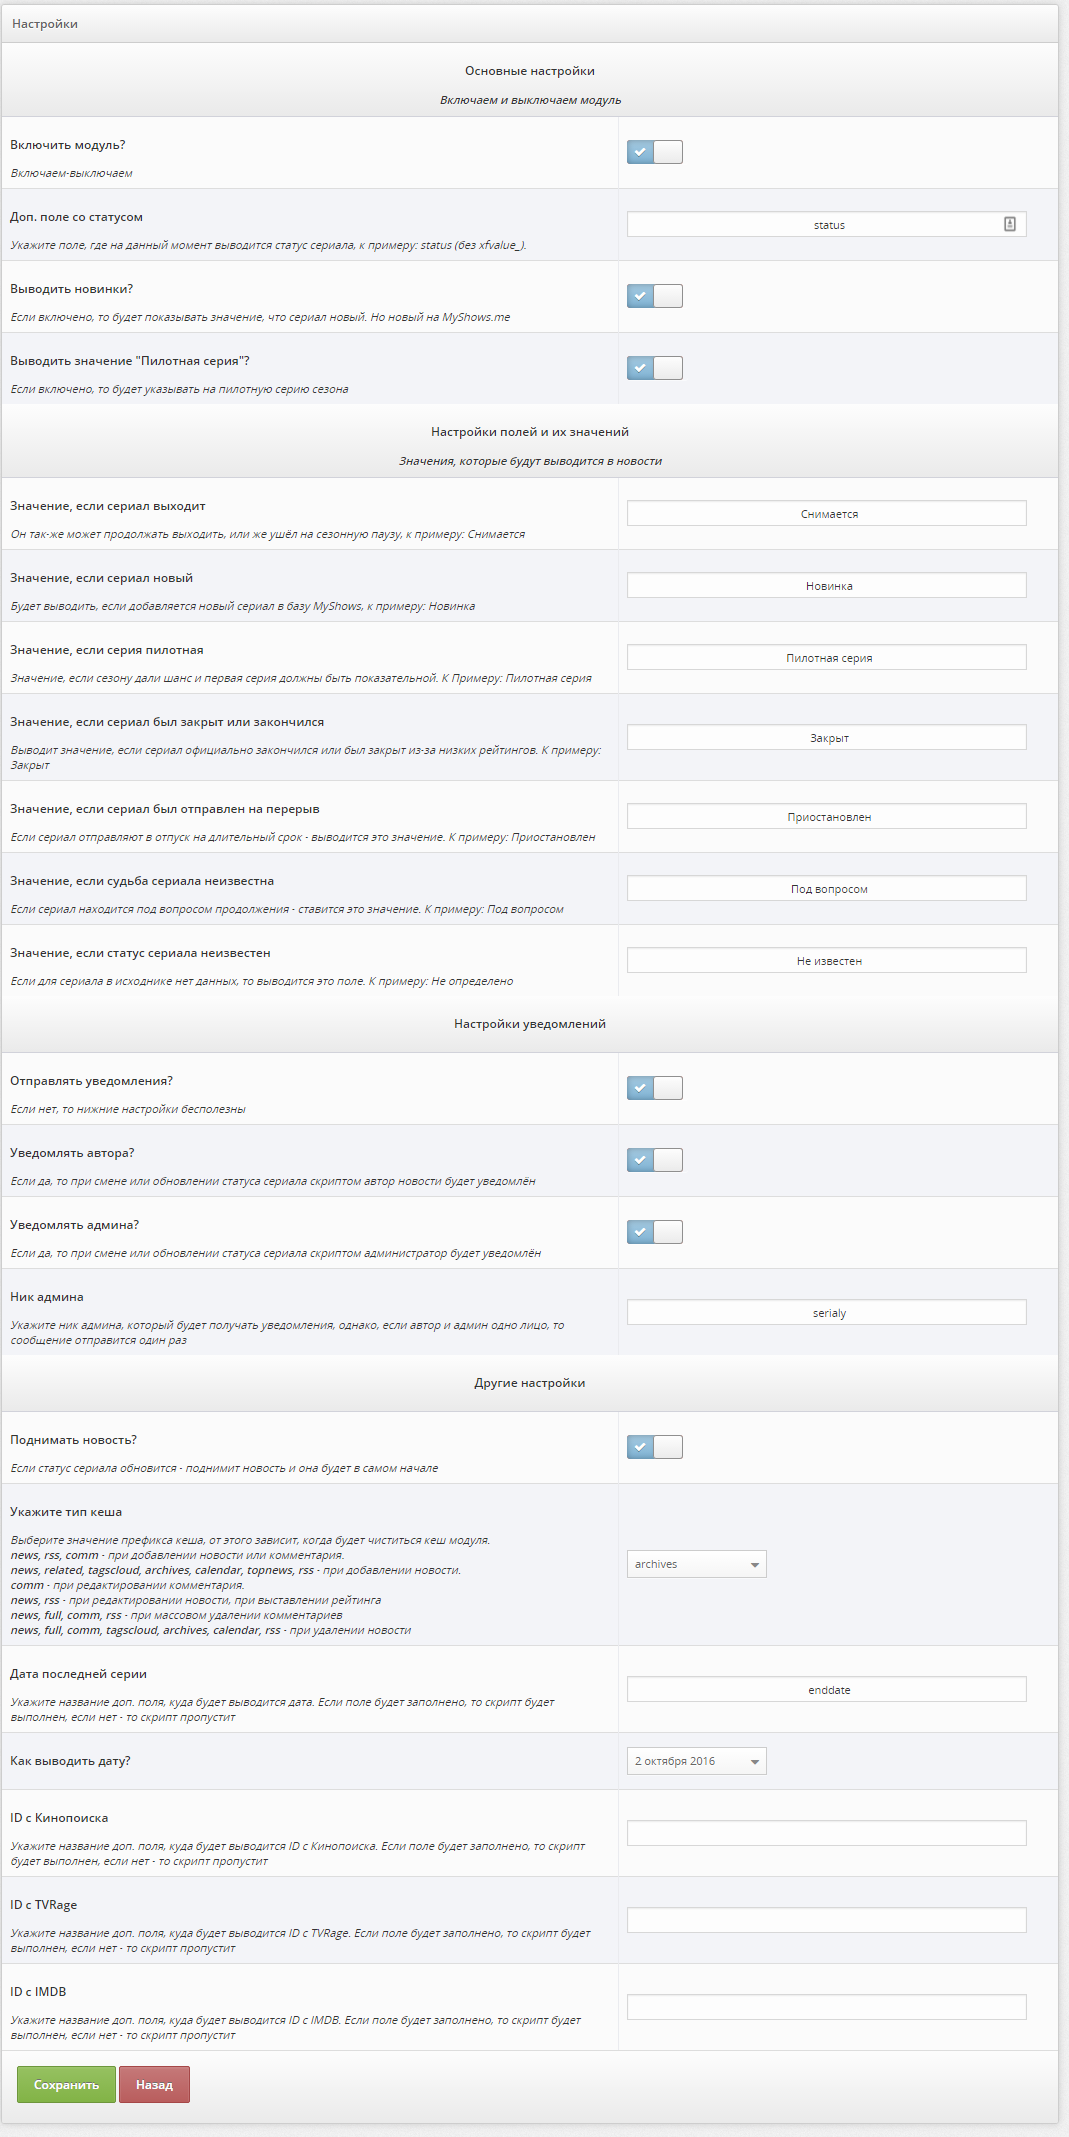 Настройки
Основные настройки
Включаем и выключаем модуль
Включить модуль?
Включаем-выключаем
Доп. поле со статусом
Укажите поле, где на данный момент выводится статус сериала, к примеру: status (без xfvalue_).
status
Выводить новинки?
Если включено, то будет показывать значение, что сериал новый. Но новый на MyShows.me
Выводить значение "Пилотная серия"?
Если включено, то будет указывать на пилотную серию сезона
Настройки полей и их значений
Значения, которые будут выводится в новости
Значение, если сериал выходит
Он так-же может продолжать выходить, или же ушёл на сезонную паузу, к примеру: Снимается
Снимается
Значение, если сериал новый
Будет выводить, если добавляется новый сериал в базу MyShows, к примеру: Новинка
Новинка
Значение, если серия пилотная
Значение, если сезону дали шанс и первая серия должны быть показательной. К Примеру: Пилотная серия
Пилотная серия
Значение, если сериал был закрыт или закончился
Выводит значение, если сериал официально закончился или был закрыт из-за низких рейтингов. К примеру:
Закрыт
Закрыт
Значение, если сериал был отправлен на перерыв
Если сериал отправляют в отпуск на длительный срок - выводится это значение. К примеру: Приостановлен
Приостановлен
Значение, если судьба сериала неизвестна
Если сериал находится под вопросом продолжения - ставится это значение. К примеру: Под вопросом
Под вопросом
Значение, если статус сериала неизвестен
Если для сериала в исходнике нет данных, то выводится это поле. К примеру: Не определено
Не известен
Настройки уведомлений
Отправлять уведомления?
Если нет, то нижние настройки бесполезны
Уведомлять автора?
Если да, то при смене или обновлении статуса сериала скриптом автор новости будет уведомлён
Уведомлять админа?
Если да, то при смене или обновлении статуса сериала скриптом администратор будет уведомлён
Ник админа
Укажите ник админа, который будет получать уведомления, однако, если автор и админ одно лицо, то
сообщение отправится один раз
serialy
Другие настройки
Поднимать новость?
Если статус сериала обновится - поднимит новость и она будет в самом начале
Укажите тип кеша
Выберите значение префикса кеша, от этого зависит, когда будет чиститься кеш модуля.
news, rss, comm - при добавлении новости или комментария.
news, related, tagscloud, archives, calendar, topnews, rss - при добавлении новости.
comm - при редактировании комментария.
news, rss - при редактировании новости, при выставлении рейтинга
news, full, comm, rss - при массовом удалении комментариев
news, full, comm, tagscloud, archives, calendar, rss - при удалении новости
archives
Дата последней серии
Укажите название доп. поля, куда будет выводится дата. Если поле будет заполнено, то скрипт будет
выполнен, если нет - то скрипт пропустит
enddate
Как выводить дату?
2 октября 2016
ID с Кинопоиска
Укажите название доп. поля, куда будет выводится ID с Кинопоиска. Если поле будет заполнено, то скрипт
будет выполнен, если нет - то скрипт пропустит
ID с TVRage
Укажите название доп. поля, куда будет выводится ID с TVRage. Если поле будет заполнено, то скрипт будет
выполнен, если нет - то скрипт пропустит
ID с IMDB
Укажите название доп. поля, куда будет выводится ID с IMDB. Если поле будет заполнено, то скрипт будет
выполнен, если нет - то скрипт пропустит
Сохранить Назад